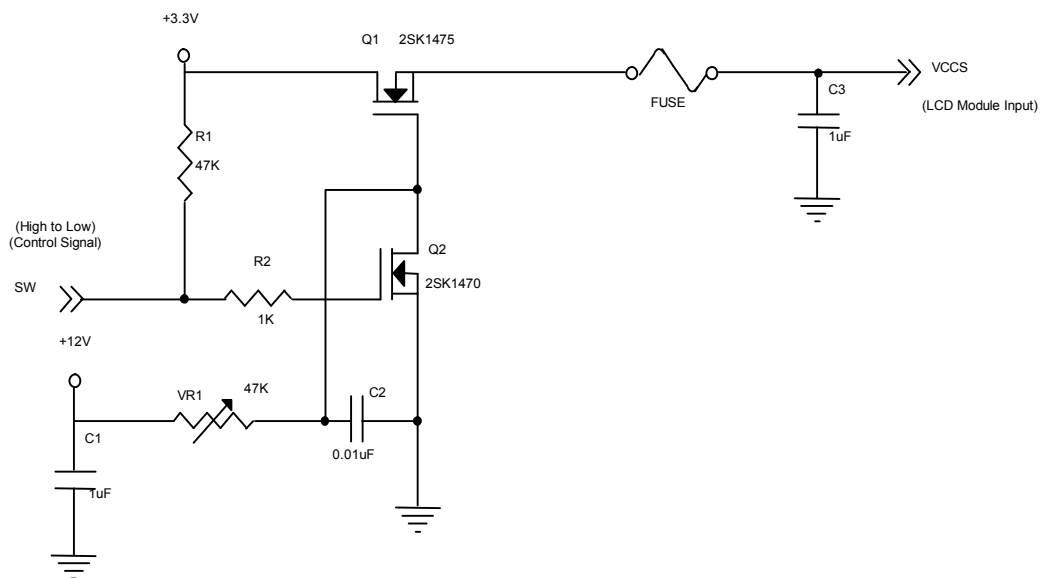 +3.3V
Q1 2SK1475
VCCS
FUSE
C3
(LCD Module Input)
R1
1uF
47K
(High to Low)
(Control Signal)
Q2
R2
SW
2SK1470
1K
+12V
VR1
47K
C2
C1
0.01uF
1uF